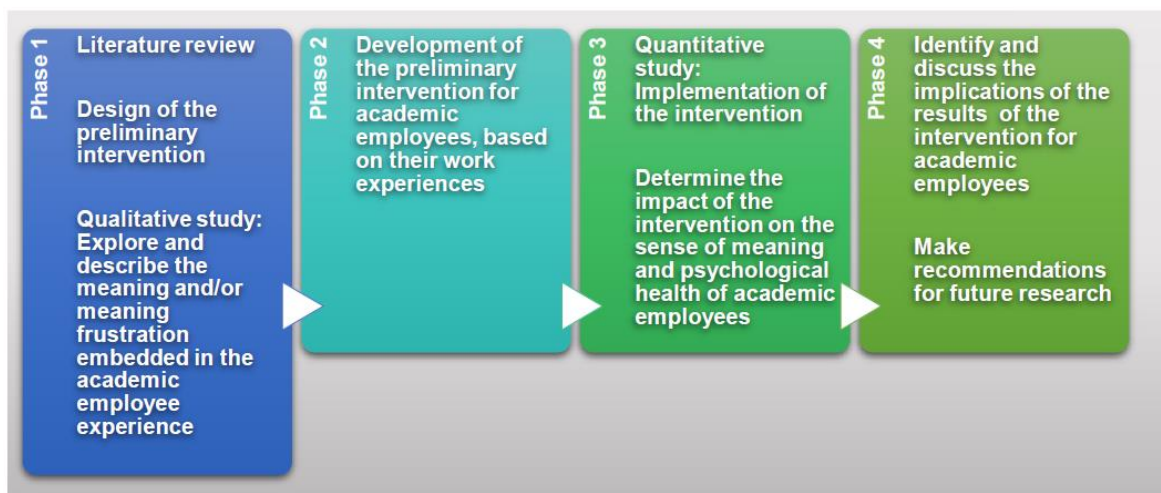 Phase 1
Literature review
Design of the
preliminary
intervention
Qualitative study:
Explore and
describe the
meaning and/or
meaning
frustration
embedded in the
academic
employee
experience
Phase 2
Development of
the preliminary
intervention for
academic
employees, based
on their work
experiences
Phase 3
Quantitative
study:
Implementation of
the intervention
Determine the
impact of the
intervention on the
sense of meaning
and psychological
health of academic
employees
Phase 4
Identify and
discuss the
implications of the
results of the
intervention for
academic
employees
Make
recommendations
for future research